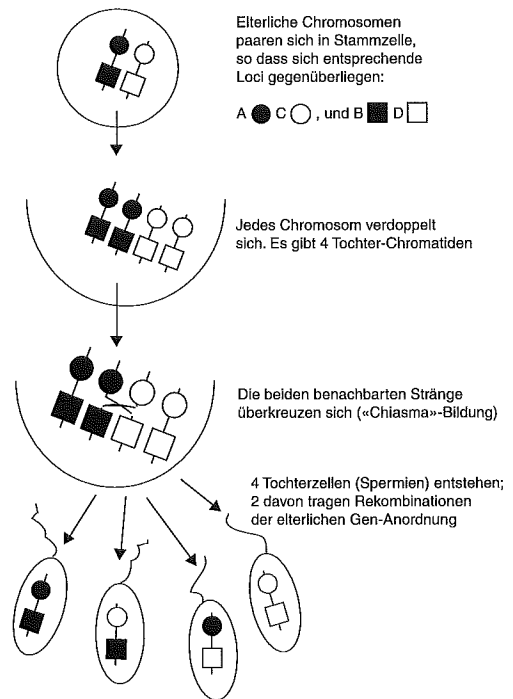 Elterliche Chromosomen
paaren sich in Stammzelle,
so dass sich entsprechende
Loci gegenüberliegen:
A C , und B D
Jedes Chromosom verdoppelt
sich. Es gibt 4 Tochter-Chromatiden
Die beiden benachbarten Stränge
überkreuzen sich («Chiasma»-Bildung)
4 Tochterzellen (Spermien) entstehen;
2 davon tragen Rekombinationen
der elterlichen Gen-Anordnung